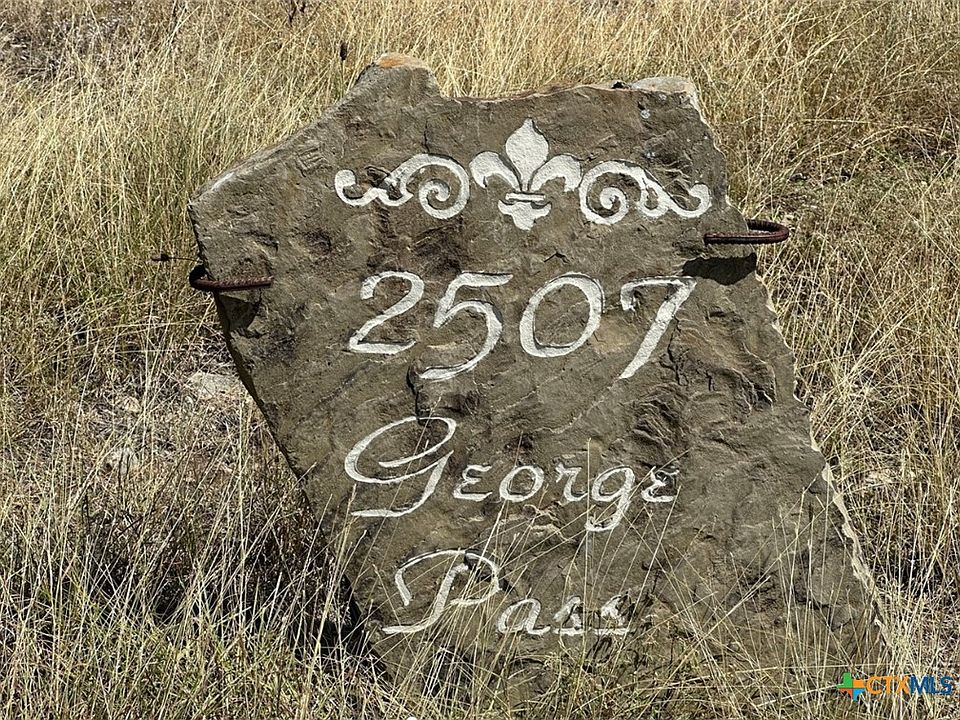 2507
George
Pass
CTXMLS